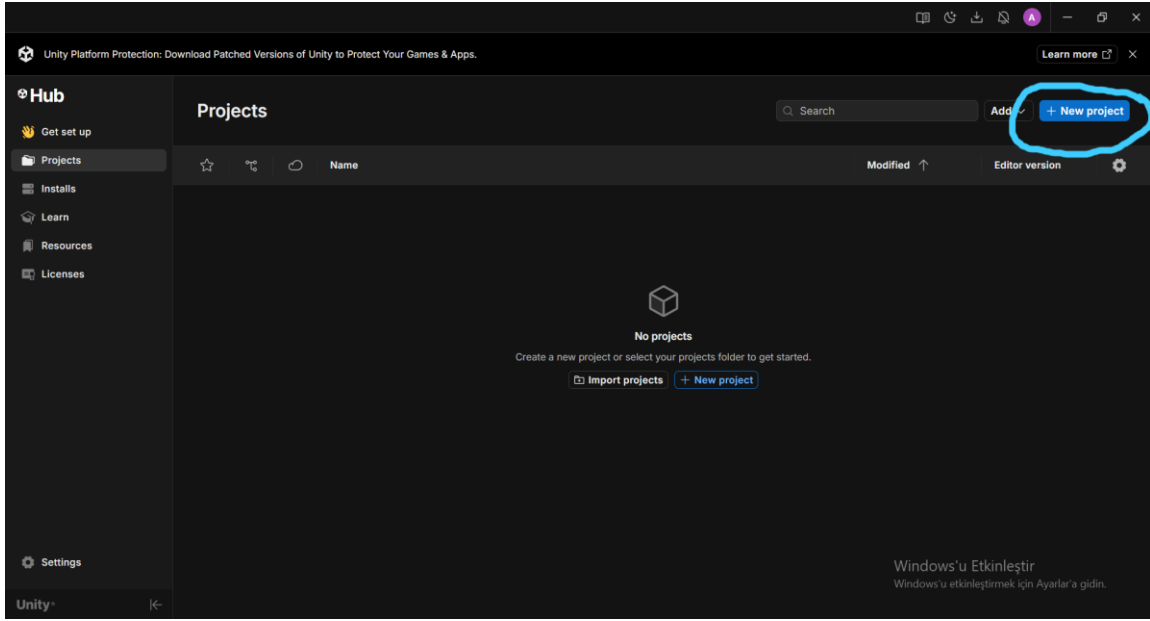 A
Unity Platform Protection: Download Patched Versions of Unity to Protect Your Games & Apps.
Learn more
Hub
Projects
Search
Add
+ New project
Get set up
Projects
Installs
Learn
Resources
Licenses
Name
Modified ↑
Editor version
No projects
Create a new project or select your projects folder to get started.
Import projects
+ New project
Settings
Unity
Windows'u Etkinleştir
Windows'u etkinleştirmek için Ayarlar'a gidin.